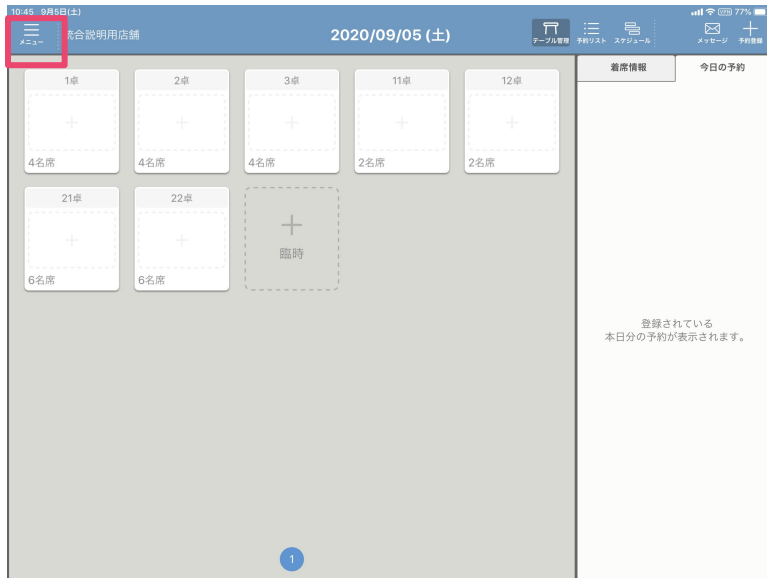 10:45 9月5日(土)
77%
メニュー
統合説明用店舗
2020/09/05 (土)
テーブル管理
予約リスト
スケジュール
メッセージ
予約登録
着席情報
今日の予約
1卓
2卓
3卓
11卓
12卓
4名席
4名席
4名席
2名席
2名席
21卓
22卓
臨時
6名席
6名席
登録されている
本日分の予約が表示されます。
1